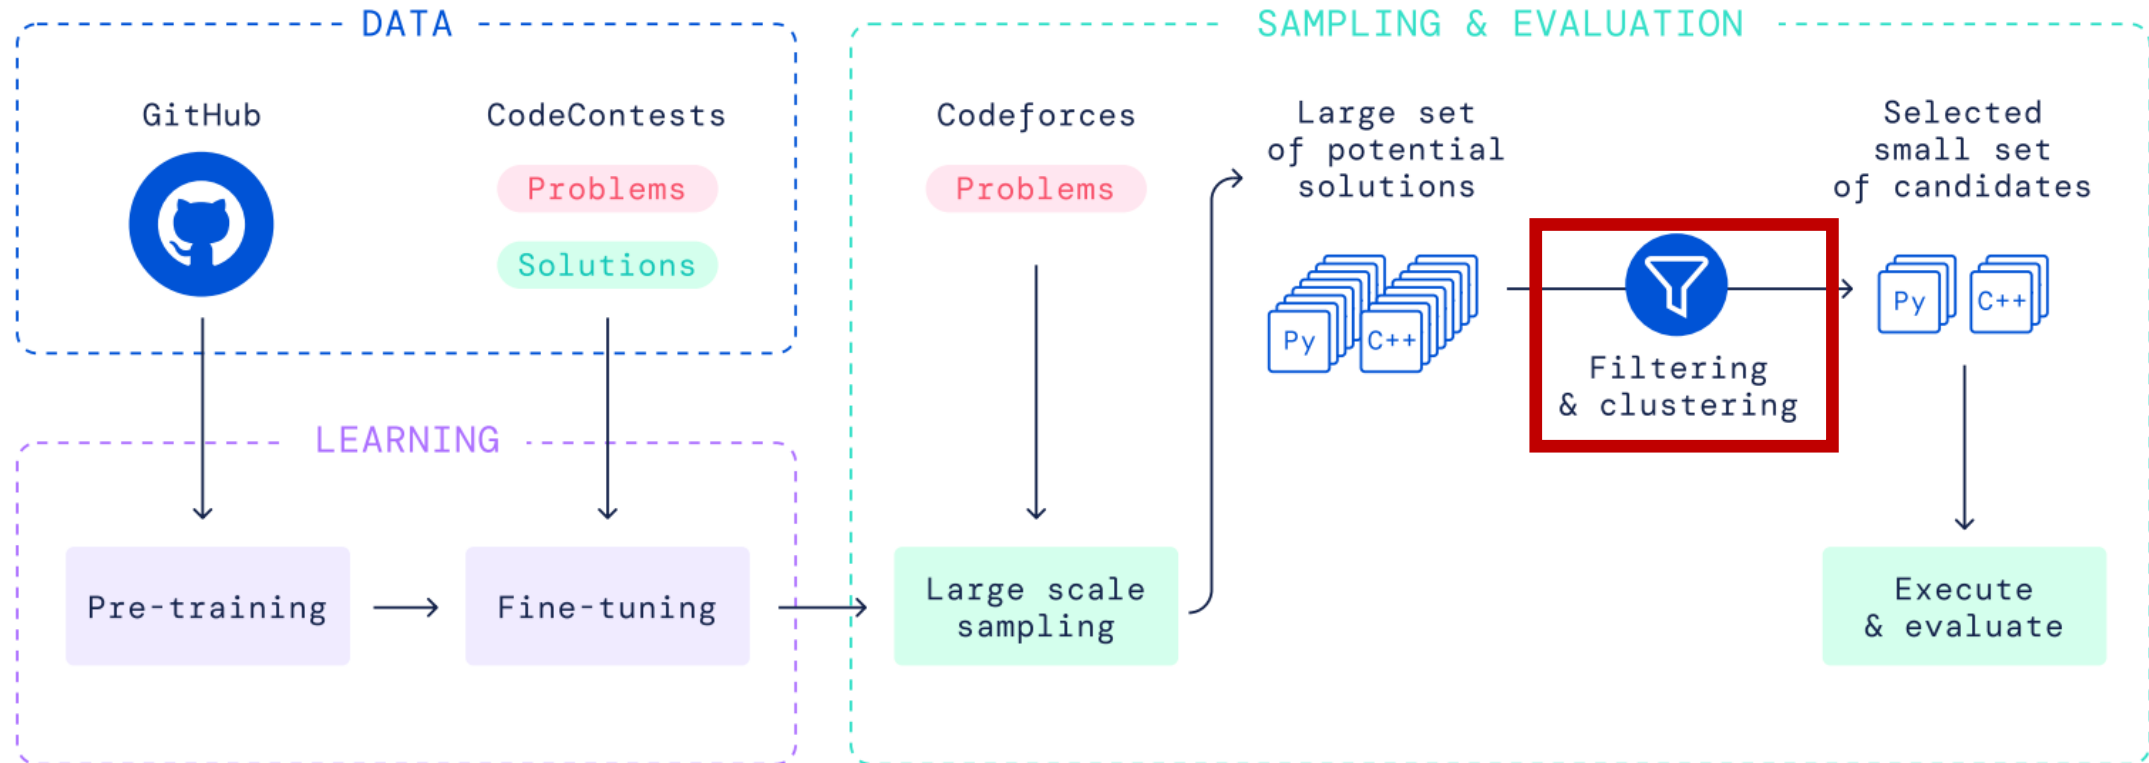 DATA
GitHub
CodeContests
Problems
Solutions
LEARNING
Pre-training
Fine-tuning
SAMPLING & EVALUATION
Codeforces
Problems
Large scale
sampling
Large set
of potential
solutions
Py
C++
Filtering
& clustering
Selected
small set
of candidates
Py
C++
Execute
& evaluate